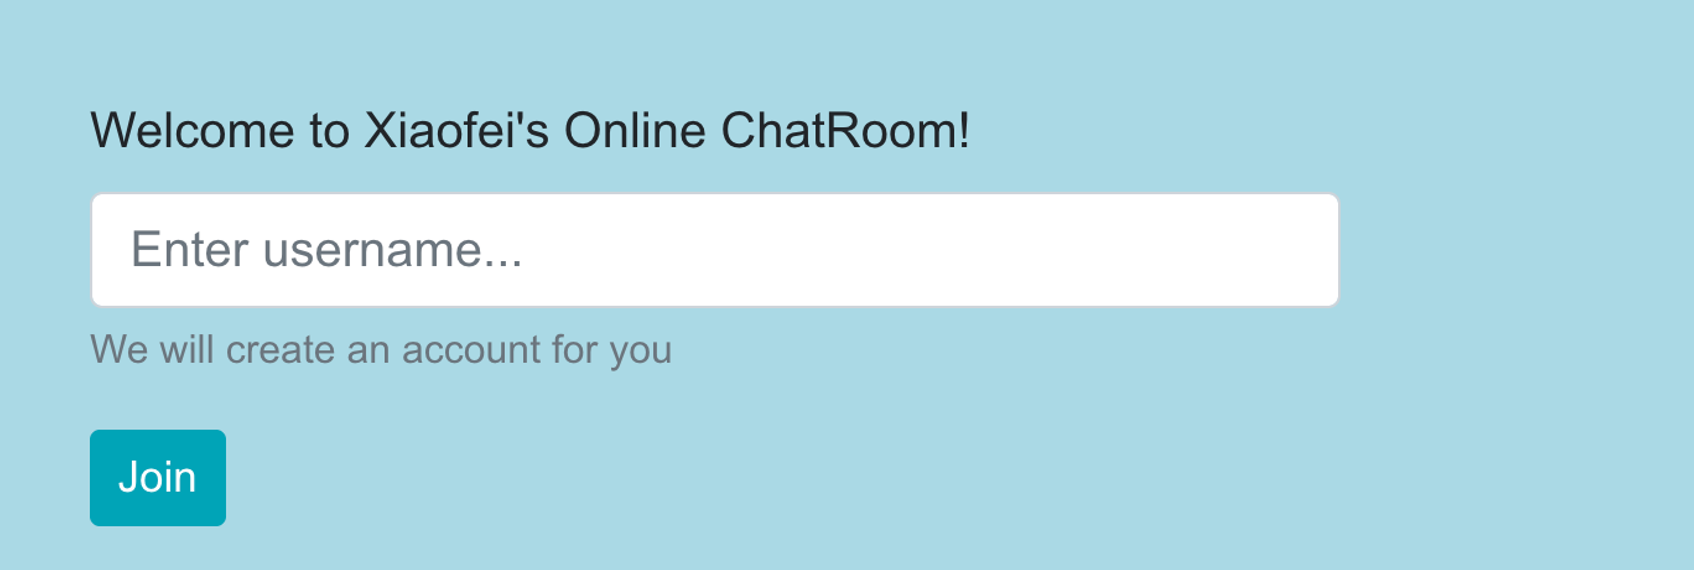 Welcome to Xiaofei's Online ChatRoom!
Enter username...
We will create an account for you
Join